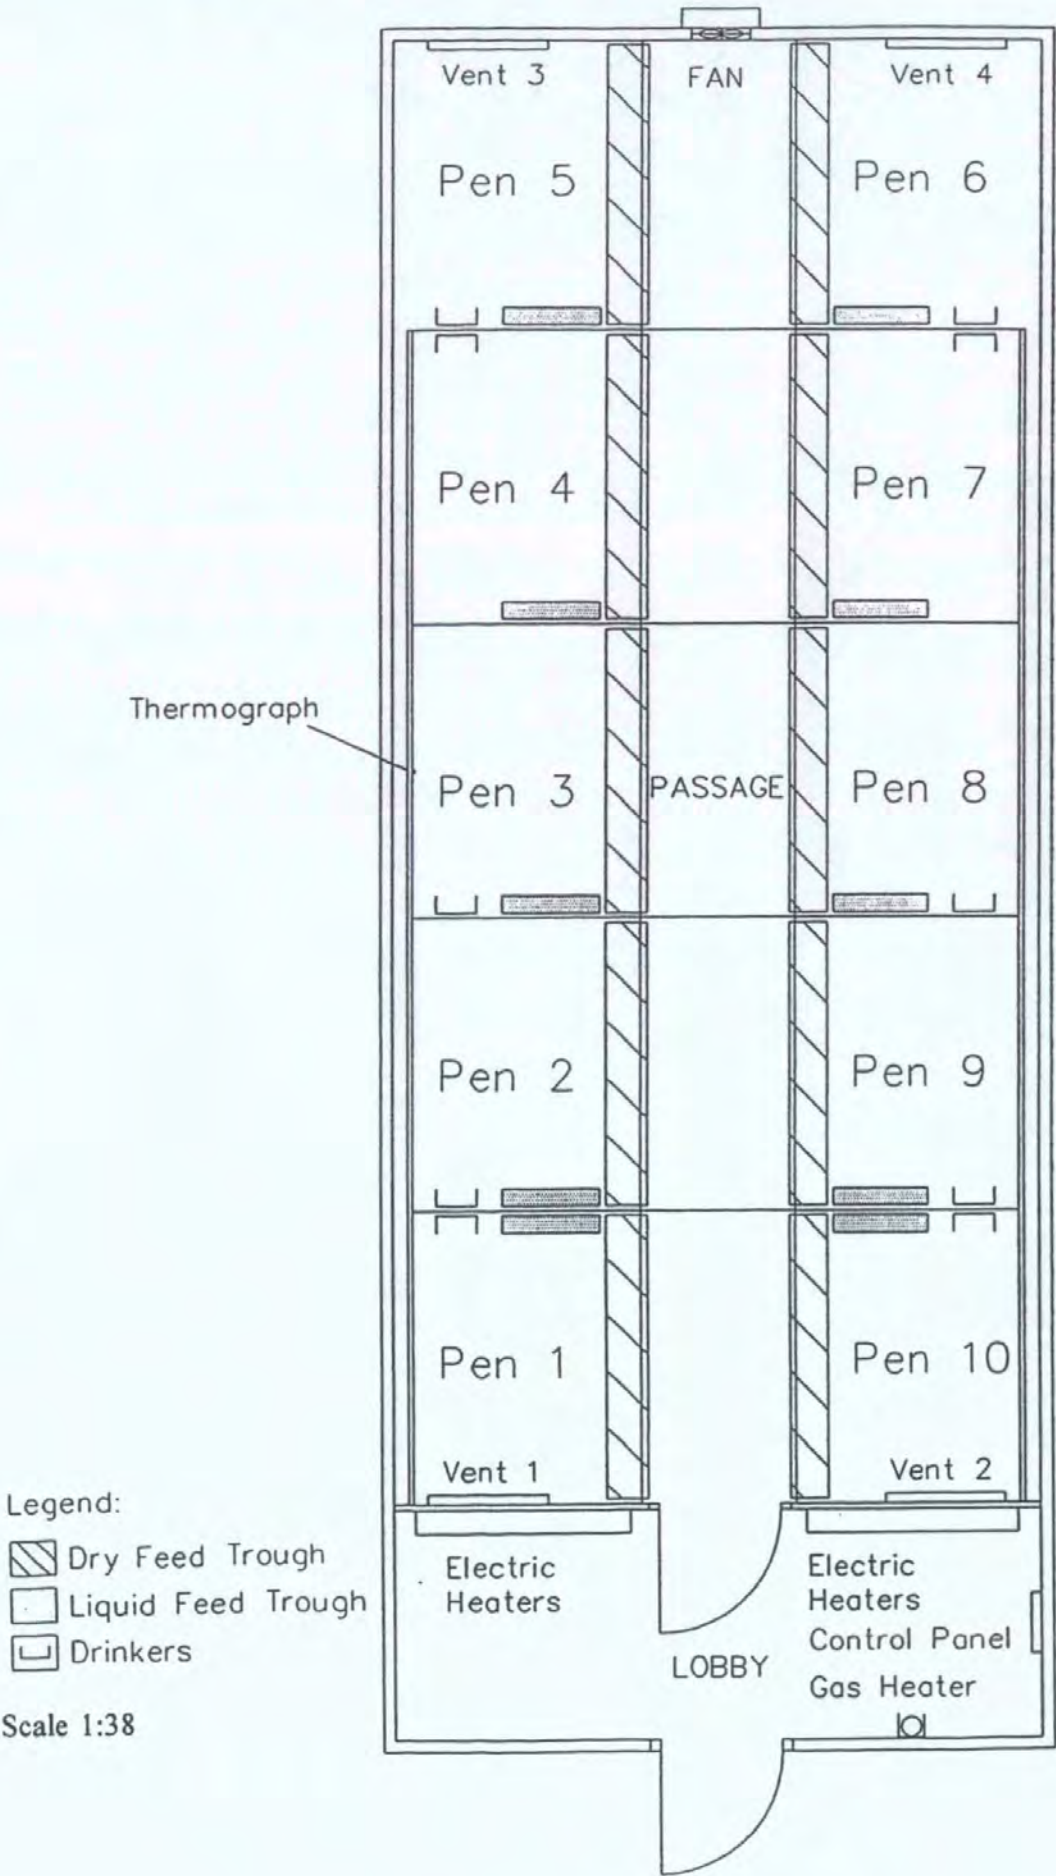 Vent 3
FAN
Vent 4
Pen 5
Pen 6
Pen 4
Pen 7
Thermograph
Pen 3
PASSAGE
Pen 8
Pen 2
Pen 9
Pen 1
Pen 10
Vent 1
Vent 2
Legend:
Dry Feed Trough
Liquid Feed Trough
Drinkers
Scale 1:38
Electric
Heaters
Electric
Heaters
Control Panel
LOBBY
Gas Heater